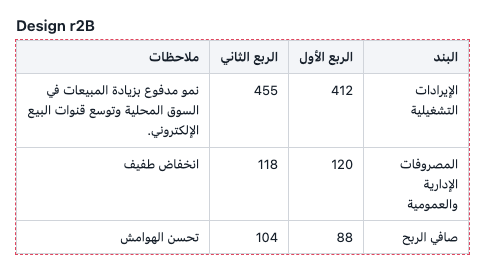 Design r2B
البند	الربع الأول	الربع الثاني	ملاحظات
الإيرادات التشغيلية	412	455	نمو مدفوع بزيادة المبيعات في السوق المحلية وتوسع قنوات البيع الإلكتروني.
المصروفات الإدارية والعمومية	120	118	انخفاض طفيف
صافي الربح	88	104	تحسن الهوامش